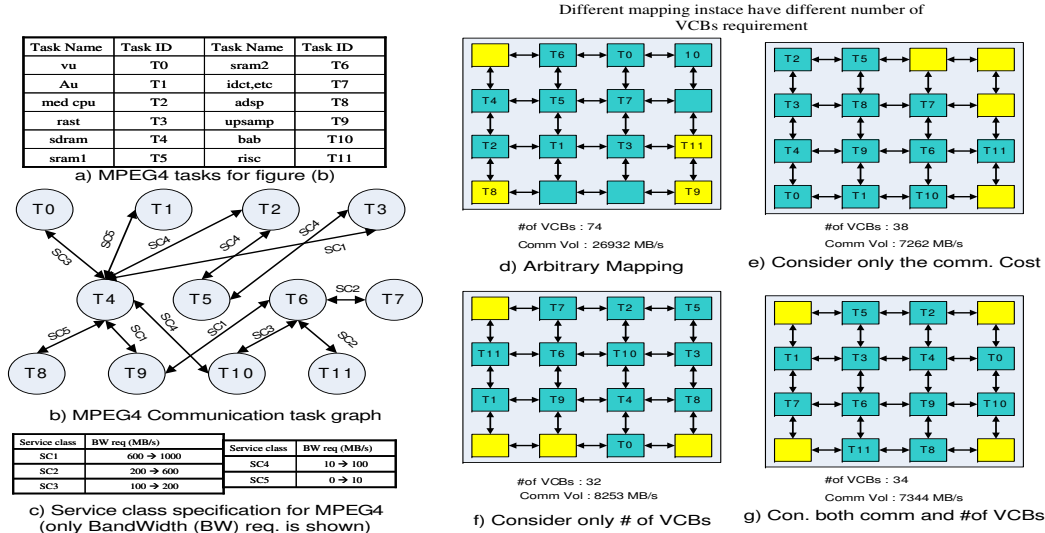 Different mapping instace have different number of
VCBs requirement
Task Name Task ID Task Name Task ID
vu T0 sram2 T6
Au T1 idct,etc T7
med cpu T2 adsp T8
rast T3 upsamp T9
sdram T4 bab T10
sram1 T5 risc T11
a) MPEG4 tasks for figure (b)
T0 T1 T2 T3
SC3 SC5 SC4 SC4 SC4 SC1
T4 T5 T6 SC2 T7
SC5 SC1 SC4 SC1 SC3 SC2
T8 T9 T10 T11
b) MPEG4 Communication task graph
Service class BW req (MB/s)
SC1 600 → 1000
SC2 200 → 600
SC3 100 → 200
Service class BW req (MB/s)
SC4 10 → 100
SC5 0 → 10
c) Service class specification for MPEG4
(only BandWidth (BW) req. is shown)
T6 T0 10
T4 T5 T7
T2 T1 T3 T11
T8 T9
#of VCBs : 74
Comm Vol : 26932 MB/s
d) Arbitrary Mapping
T2 T5
T3 T8 T7
T4 T9 T6 T11
T0 T1 T10
#of VCBs : 38
Comm Vol : 7262 MB/s
e) Consider only the comm. Cost
T7 T2 T5
T11 T6 T10 T3
T1 T9 T4 T8
T0
#of VCBs : 32
Comm Vol : 8253 MB/s
f) Consider only # of VCBs
T5 T2
T1 T3 T4 T0
T7 T6 T9 T10
T11 T8
#of VCBs : 34
Comm Vol : 7344 MB/s
g) Con. both comm and #of VCBs